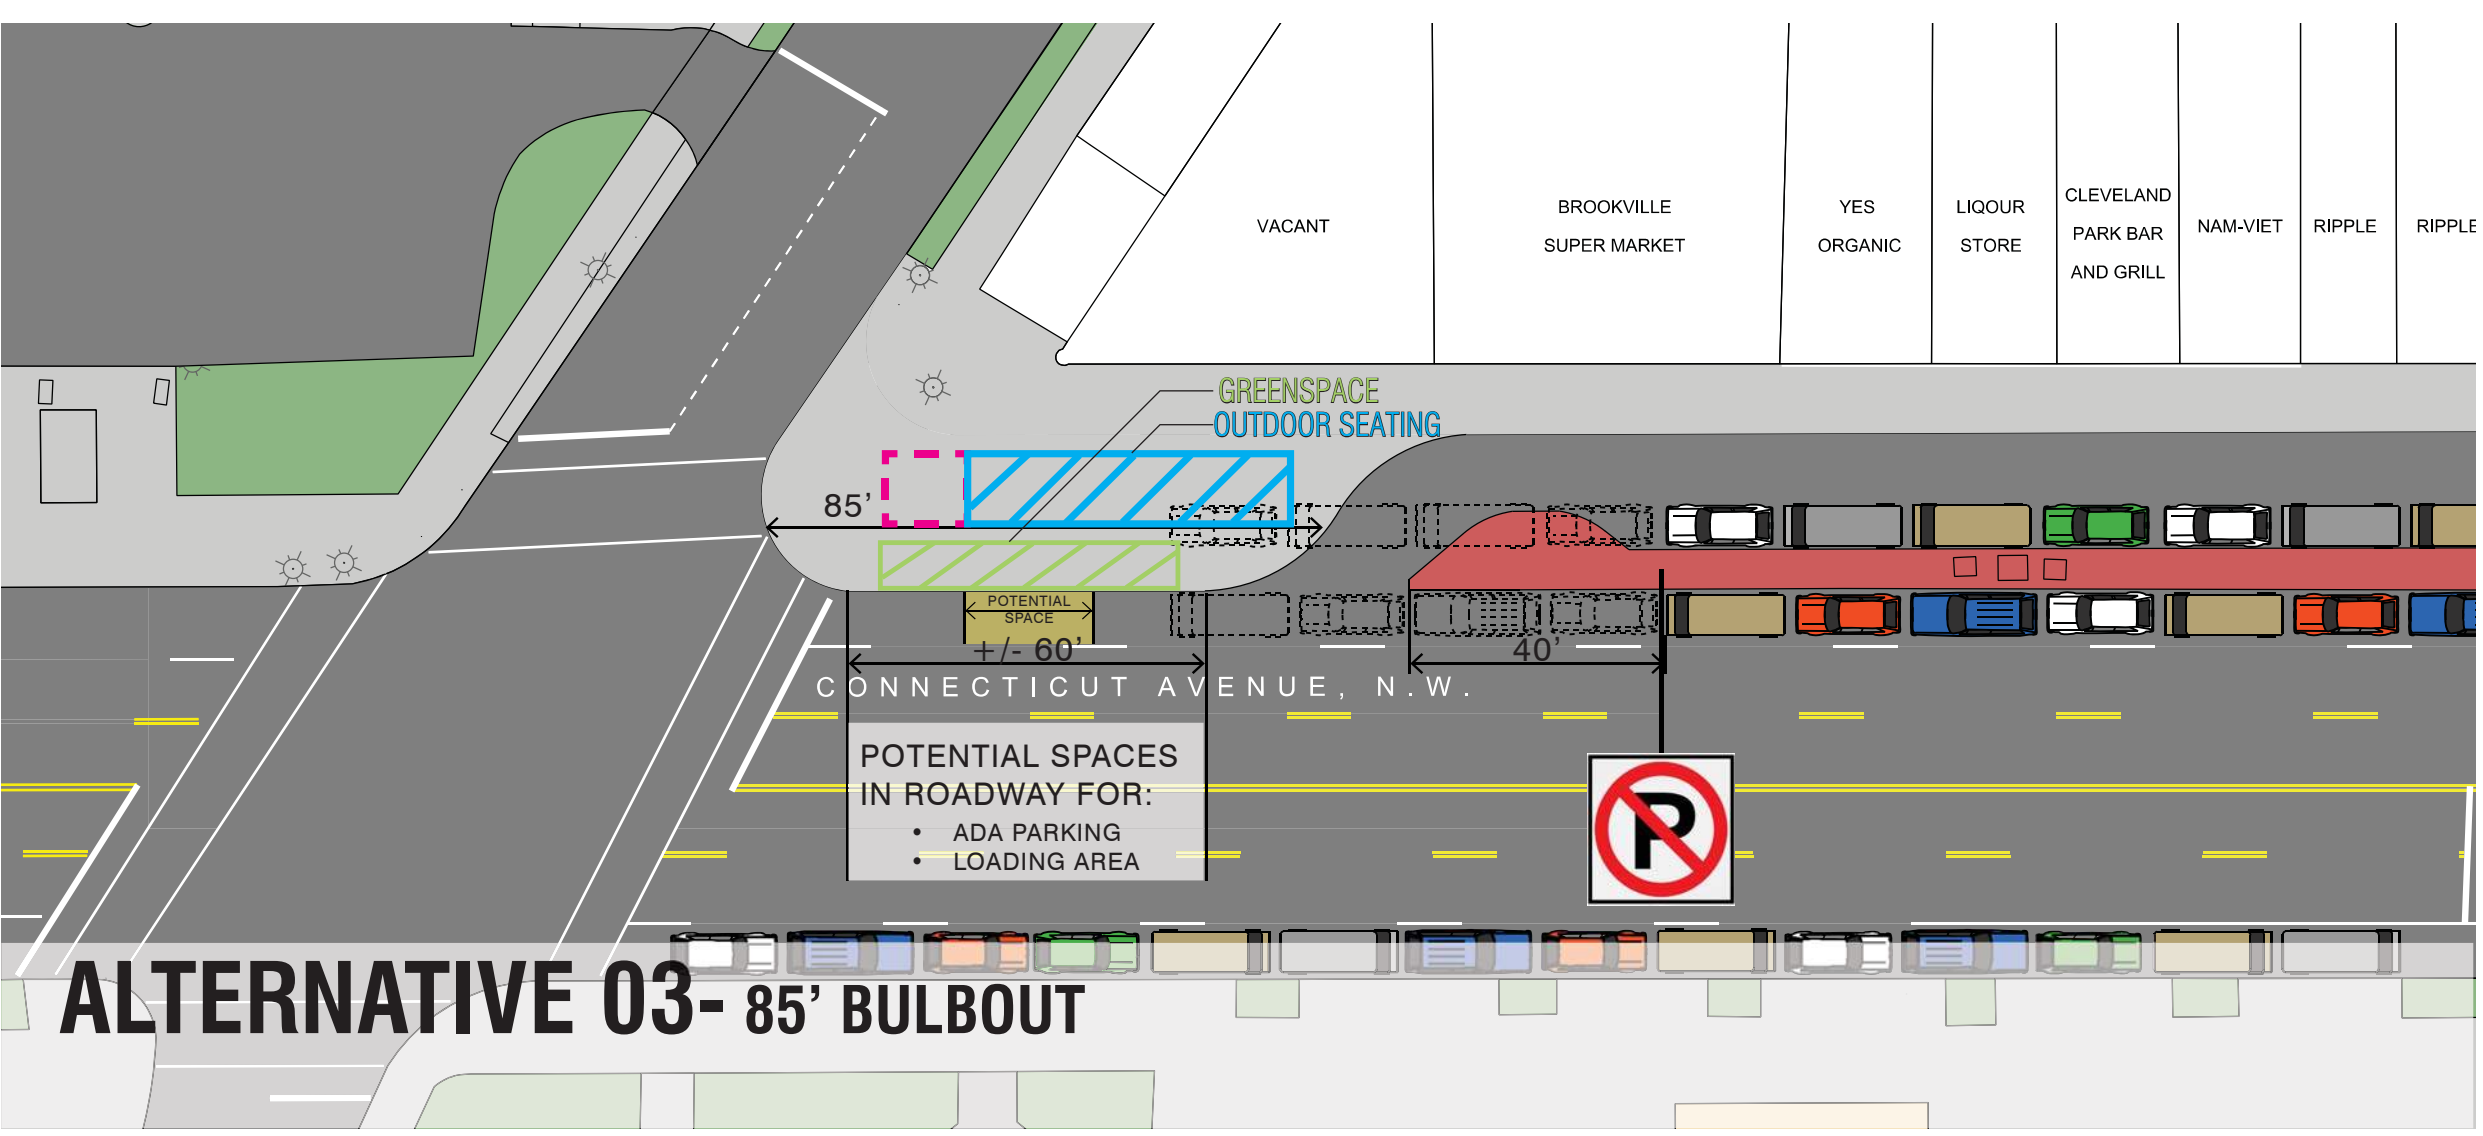 VACANT
BROOKVILLE
SUPER MARKET
YES
ORGANIC
LIQOUR
STORE
CLEVELAND
PARK BAR
AND GRILL
NAM-VIET
RIPPLE
RIPPLE
GREENSPACE
OUTDOOR SEATING
85’
POTENTIAL
SPACE
+/- 60’
40’
CONNECTICUT AVENUE, N.W.
POTENTIAL SPACES
IN ROADWAY FOR:
• ADA PARKING
• LOADING AREA
P
ALTERNATIVE 03- 85’ BULBOUT